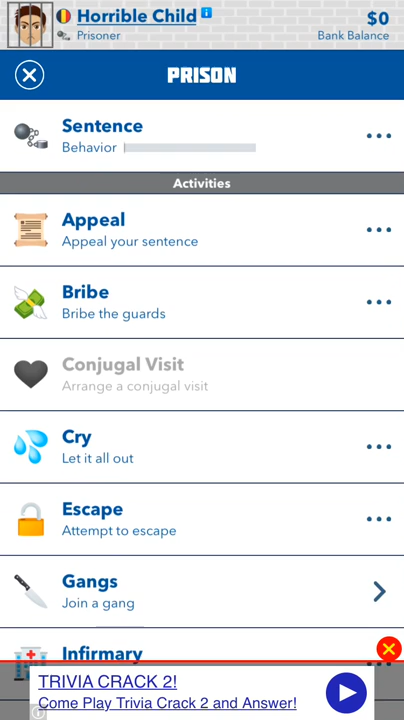 Horrible Child
$0
Prisoner
Bank Balance
PRISON
Sentence
Behavior
Activities
Appeal
Appeal your sentence
Bribe
Bribe the guards
Conjugal Visit
Arrange a conjugal visit
Cry
Let it all out
Escape
Attempt to escape
Gangs
Join a gang
Infirmary
TRIVIA CRACK 2!
Come Play Trivia Crack 2 and Answer!